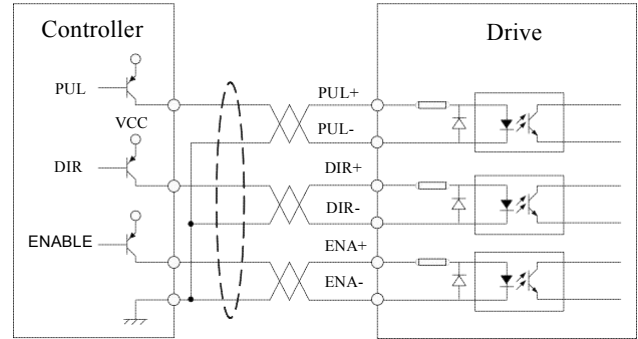 Controller
Drive
PUL
PUL+
VCC
PUL-
DIR
DIR+
DIR-
ENABLE
ENA+
ENA-